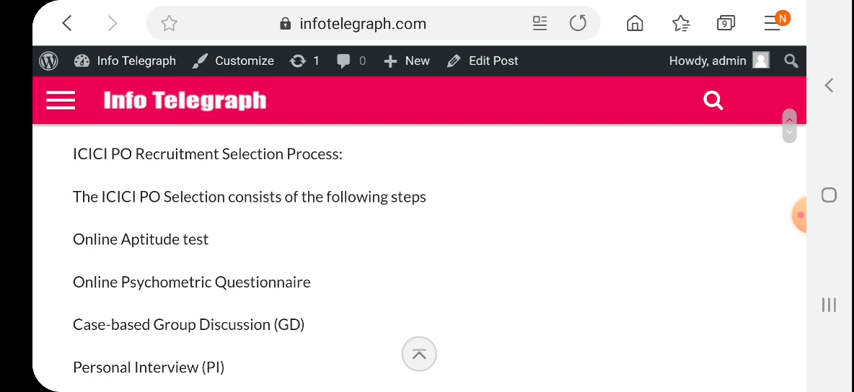 infotelegraph.com
9
N
Info Telegraph Customize 1 0 New Edit Post Howdy, admin
Info Telegraph
ICICI PO Recruitment Selection Process:
The ICICI PO Selection consists of the following steps
Online Aptitude test
Online Psychometric Questionnaire
Case-based Group Discussion (GD)
Personal Interview (PI)